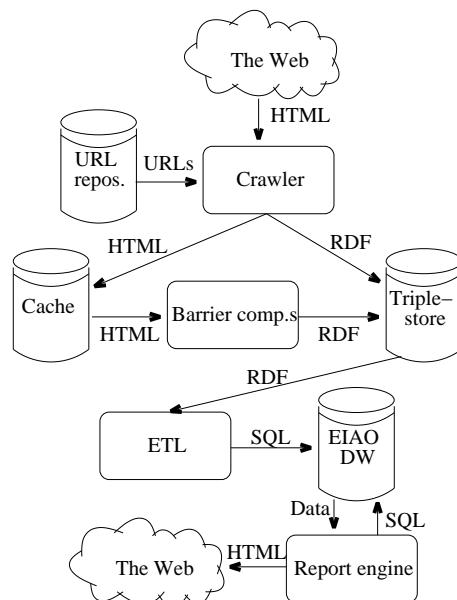 The Web
HTML
URL
repos.
URLs
Crawler
HTML
RDF
Cache
HTML
Barrier comp.s
RDF
Triple–
store
RDF
ETL
SQL
EIAO
DW
Data
SQL
The Web
HTML
Report engine